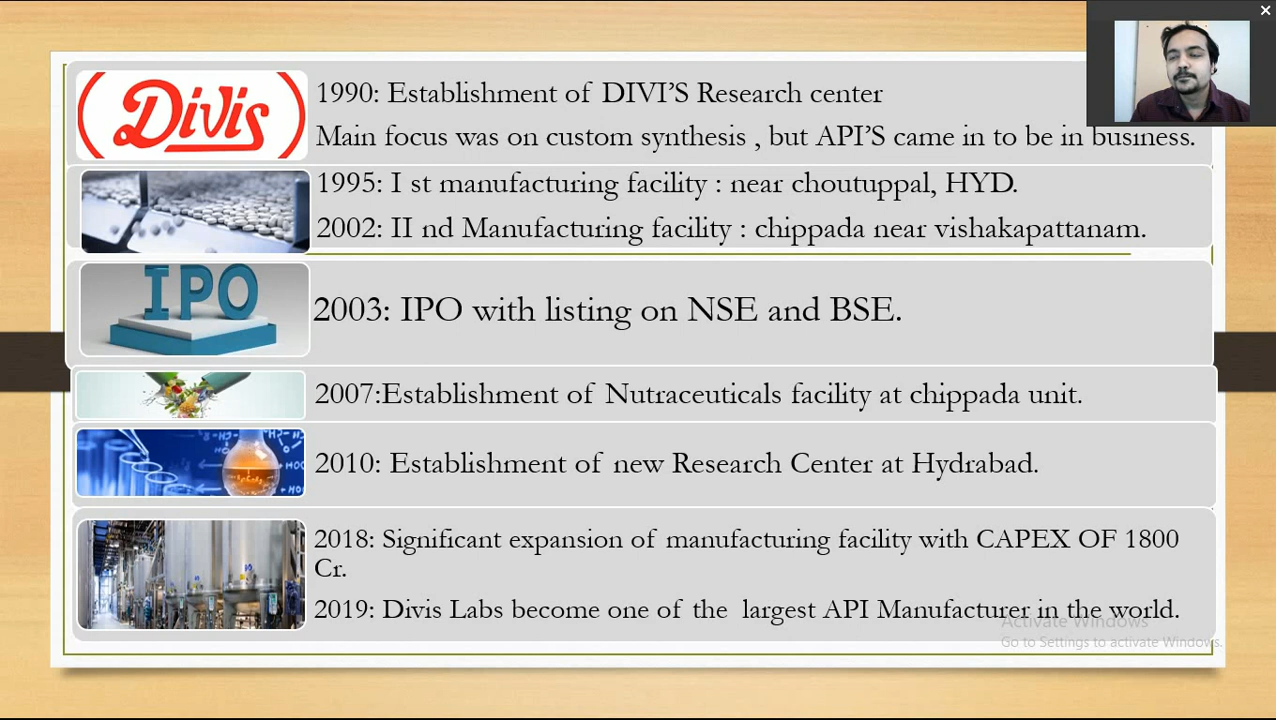 Divis
1990: Establishment of DIVI’S Research center
Main focus was on custom synthesis , but API’S came in to be in business.
1995: I st manufacturing facility : near choutuppal, HYD.
2002: II nd Manufacturing facility : chippada near vishakapattanam.
IPO
2003: IPO with listing on NSE and BSE.
2007:Establishment of Nutraceuticals facility at chippada unit.
2010: Establishment of new Research Center at Hydrabad.
2018: Significant expansion of manufacturing facility with CAPEX OF 1800
Cr.
2019: Divis Labs become one of the largest API Manufacturer in the world.
Activate Windows
Go to Settings to activate Windows.